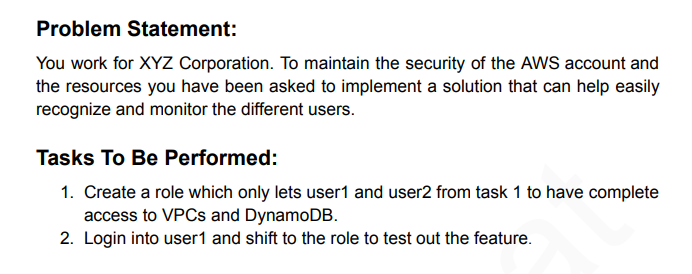 Problem Statement:
You work for XYZ Corporation. To maintain the security of the AWS account and
the resources you have been asked to implement a solution that can help easily
recognize and monitor the different users.
Tasks To Be Performed:
1. Create a role which only lets user1 and user2 from task 1 to have complete
access to VPCs and DynamoDB.
2. Login into user1 and shift to the role to test out the feature.